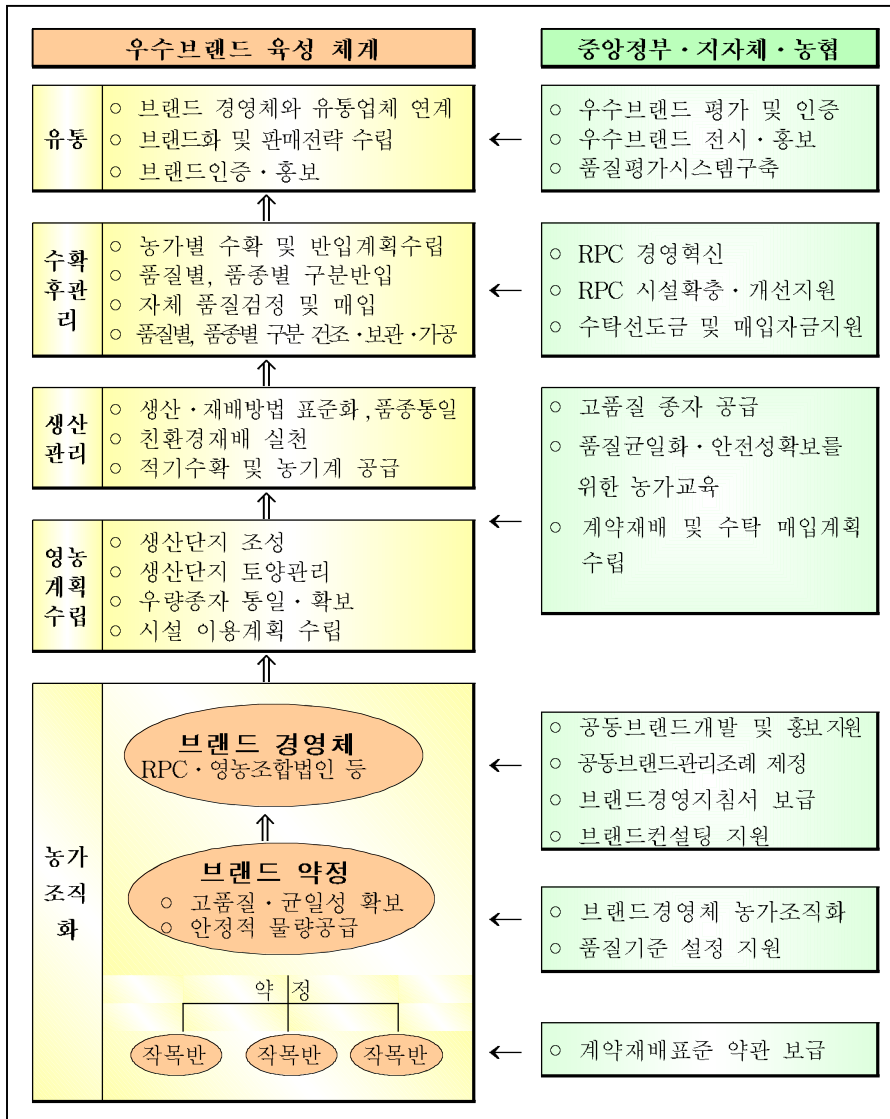 우수브랜드 육성 체계
중앙정부・지자체・농협
유통
○ 브랜드 경영체와 유통업체 연계
○ 브랜드화 및 판매전략 수립
○ 브랜드인증・홍보
←
○ 우수브랜드 평가 및 인증
○ 우수브랜드 전시・홍보
○ 품질평가시스템구축
⇑
수확
후관
리
○ 농가별 수확 및 반입계획수립
○ 품질별, 품종별 구분반입
○ 자체 품질검정 및 매입
○ 품질별, 품종별 구분 건조・보관・가공
←
○ RPC 경영혁신
○ RPC 시설확충・개선지원
○ 수탁선도금 및 매입자금지원
⇑
생산
관리
○ 생산・재배방법 표준화,품종통일
○ 친환경재배 실천
○ 적기수확 및 농기계 공급
⇑
영농
계획
수립
○ 생산단지 조성
○ 생산단지 토양관리
○ 우량종자 통일・확보
○ 시설 이용계획 수립
←
○ 고품질 종자 공급
○ 품질균일화・안전성확보를
위한 농가교육
○ 계약재배 및 수탁 매입계획
수립
⇑
농가
조직
화
브랜드 경영체
RPC・영농조합법인 등
←
○ 공동브랜드개발 및 홍보지원
○ 공동브랜드관리조례 제정
○ 브랜드경영지침서 보급
○ 브랜드컨설팅 지원
⇑
브랜드 약정
○ 고품질・균일성 확보
○ 안정적 물량공급
←
○ 브랜드경영체 농가조직화
○ 품질기준 설정 지원
약 정
작목반 작목반 작목반
←
○ 계약재배표준 약관 보급